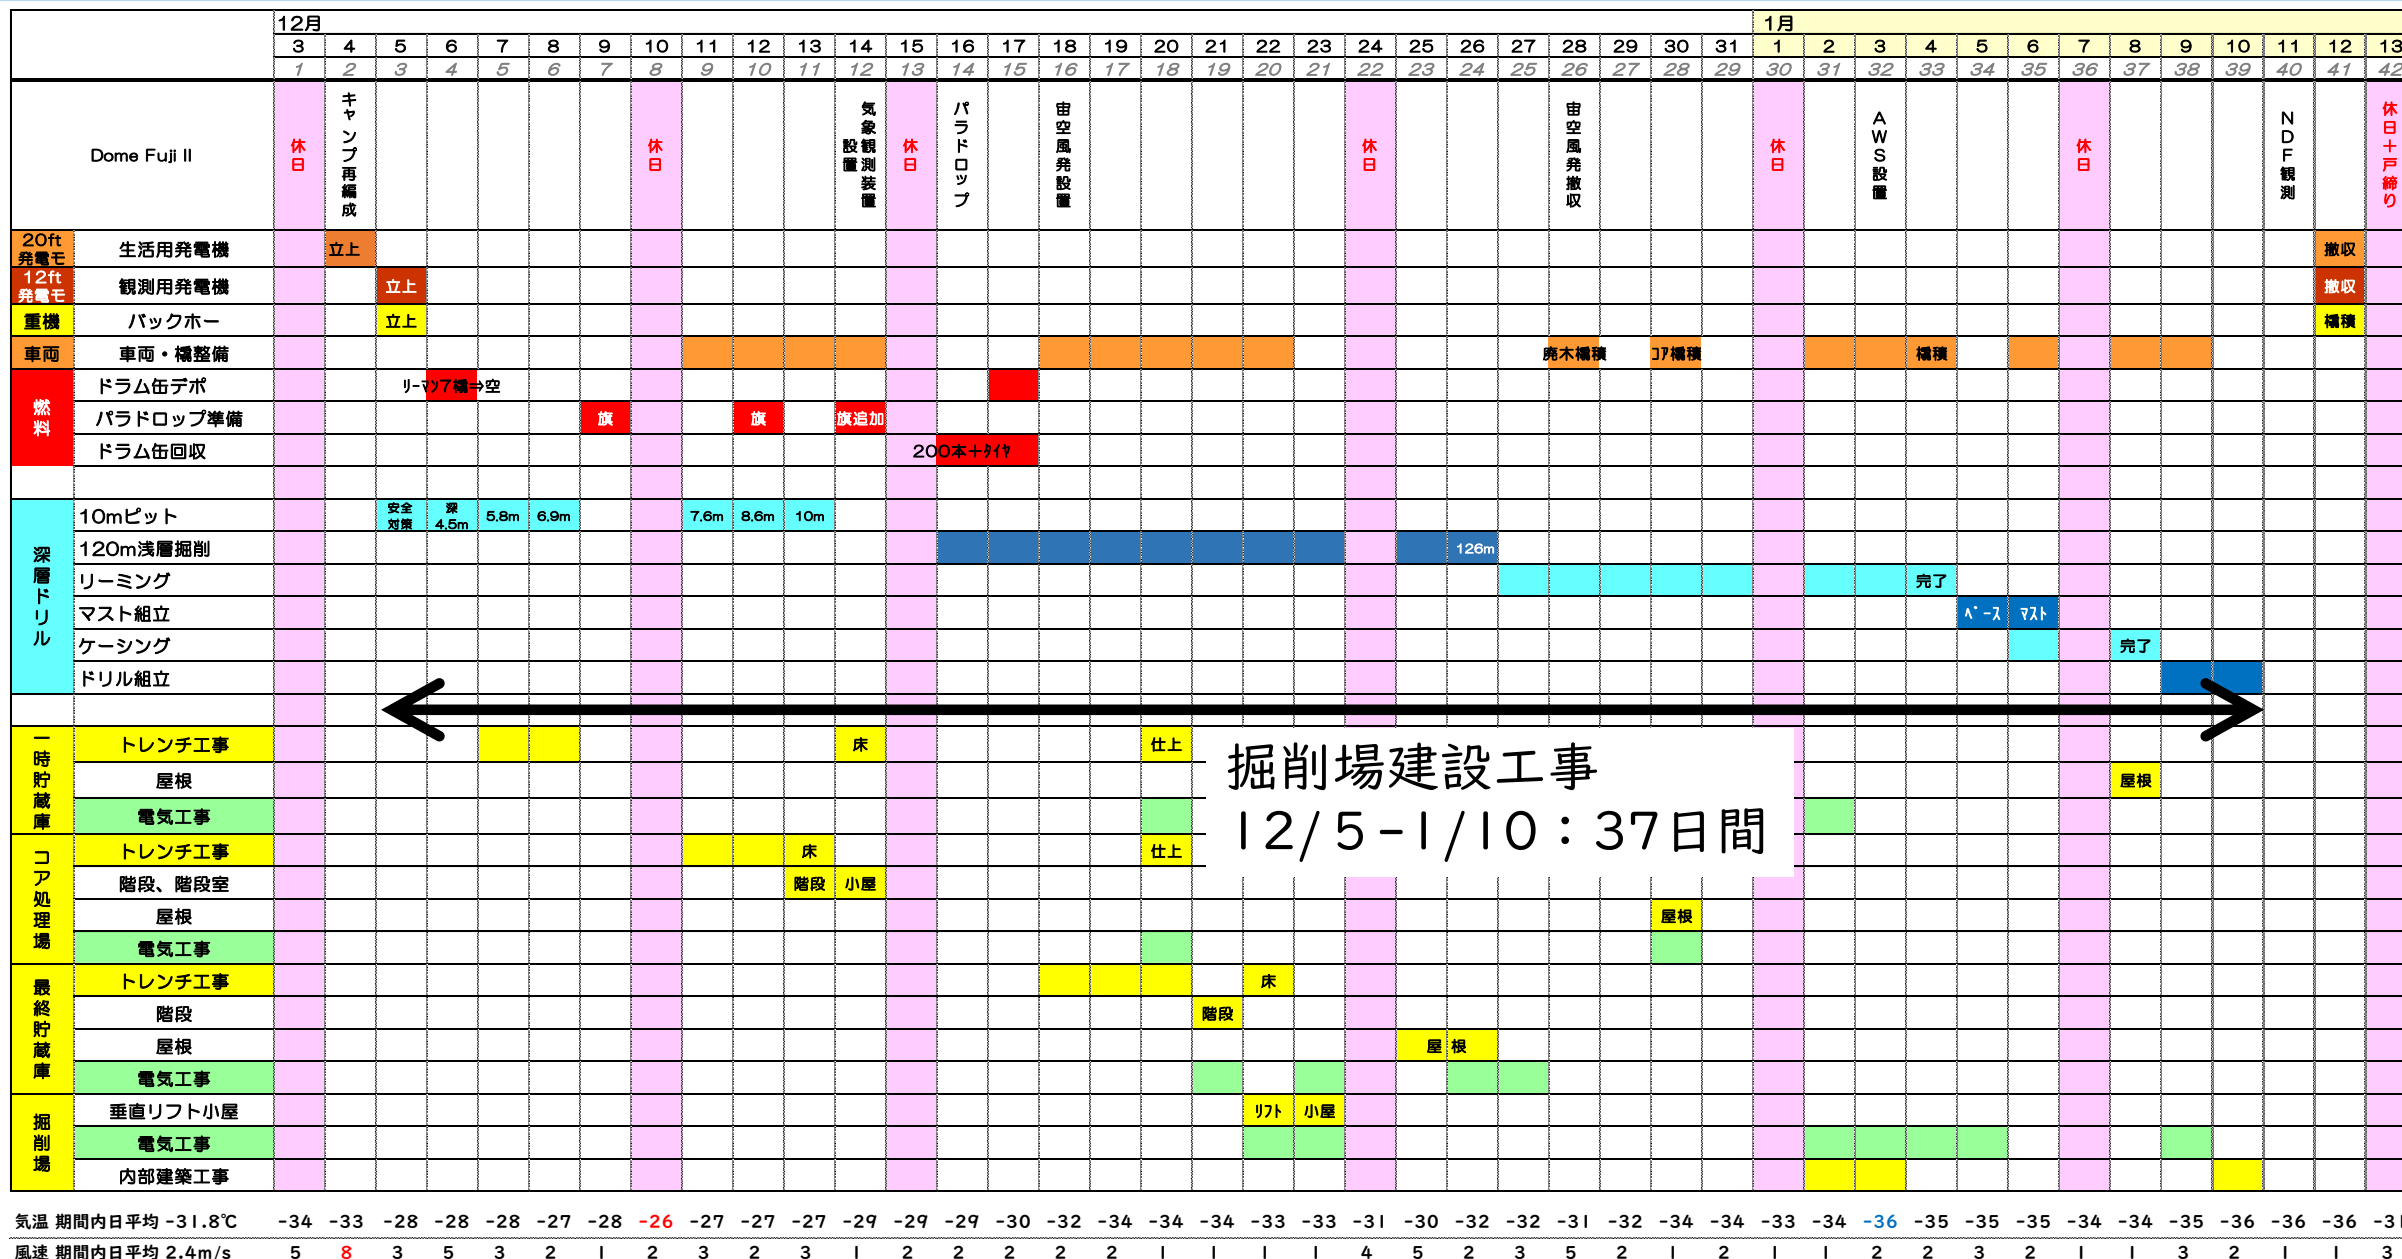 12月 1月
3 4 5 6 7 8 9 10 11 12 13 14 15 16 17 18 19 20 21 22 23 24 25 26 27 28 29 30 31 1 2 3 4 5 6 7 8 9 10 11 12 13
1 2 3 4 5 6 7 8 9 10 11 12 13 14 15 16 17 18 19 20 21 22 23 24 25 26 27 28 29 30 31 32 33 34 35 36 37 38 39 40 41 42
Dome Fuji II
休日
キャンプ再編成
休日
気象観測装置
設置
休日
パラドロップ
宙空風発設置
休日
宙空風発撤収
休日
AWS設置
休日
NDF観測
休日+戸締り
20ft
発電モ
生活用発電機 立上 撤収
12ft
発電モ
観測用発電機 立上 撤収
重機 バックホー 立上 橇積
車両 車両・橇整備 廃木橇積 ｺｱ橇積 橇積
燃料
ドラム缶デポ ﾘｰﾏﾝ7橇⇒空
パラドロップ準備 旗 旗 旗追加
ドラム缶回収 200本+ﾀｲﾔ
深層ドリル
10mピット 安全対策 深4.5m 5.8m 6.9m 7.6m 8.6m 10m
120m浅層掘削 126m
リーミング 完了
マスト組立 ﾍﾞｰｽ ﾏｽﾄ
ケーシング 完了
ドリル組立
一時貯蔵庫
トレンチ工事 床 仕上
屋根 屋根
電気工事
掘削場建設工事
12/5-1/10：37日間
コア処理場
トレンチ工事 床 仕上
階段、階段室 階段 小屋
屋根 屋根
電気工事
最終貯蔵庫
トレンチ工事 床
階段 階段
屋根 屋根
電気工事
掘削場
垂直リフト小屋 ﾘﾌﾄ 小屋
電気工事
内部建築工事
気温 期間内日平均 -31.8℃ -34 -33 -28 -28 -28 -27 -28 -26 -27 -27 -27 -29 -29 -29 -30 -32 -34 -34 -34 -33 -33 -31 -30 -32 -32 -31 -32 -34 -34 -33 -34 -36 -35 -35 -35 -34 -34 -35 -36 -36 -36 -31
風速 期間内日平均 2.4m/s 5 8 3 5 3 2 1 2 3 2 3 1 2 2 2 2 2 1 1 1 1 4 5 2 3 5 2 1 2 1 1 2 2 3 2 1 1 3 2 1 1 3